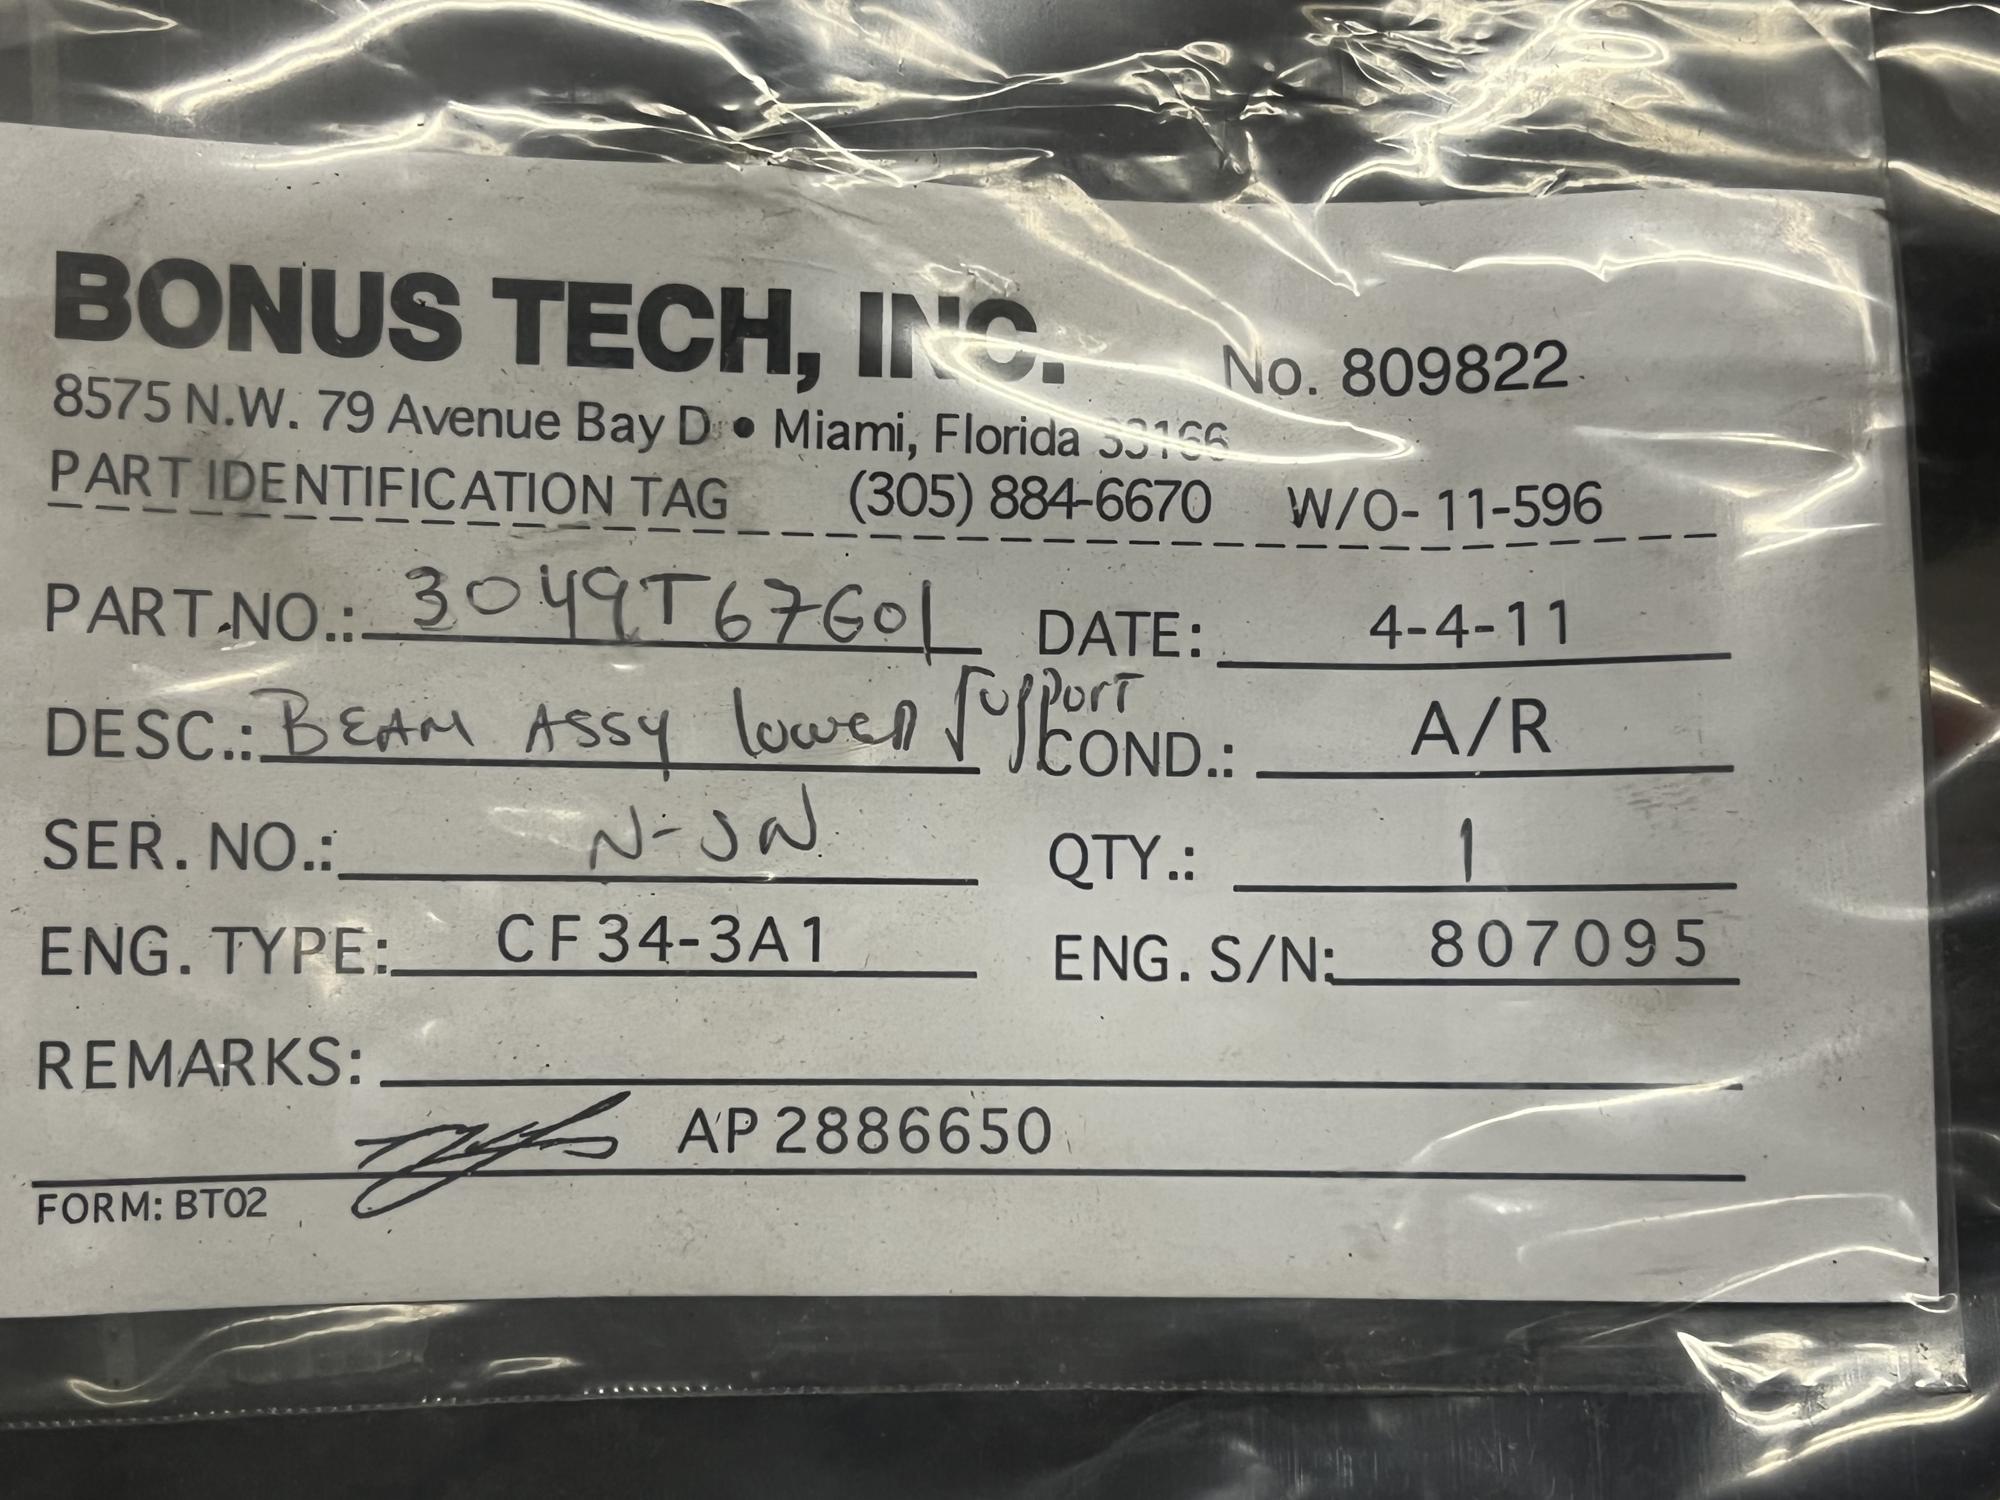 BONUS TECH, INC.
No. 809822
8575 N.W. 79 Avenue Bay D • Miami, Florida 33166
PART IDENTIFICATION TAG (305) 884-6670 W/O- 11-596
PART.NO.: 3049T67G01 DATE: 4-4-11
DESC.: BEAM ASSY lower Support COND.: A/R
SER. NO.: N-SN QTY.: 1
ENG. TYPE: CF34-3A1 ENG. S/N: 807095
REMARKS:
AP2886650
FORM: BT02